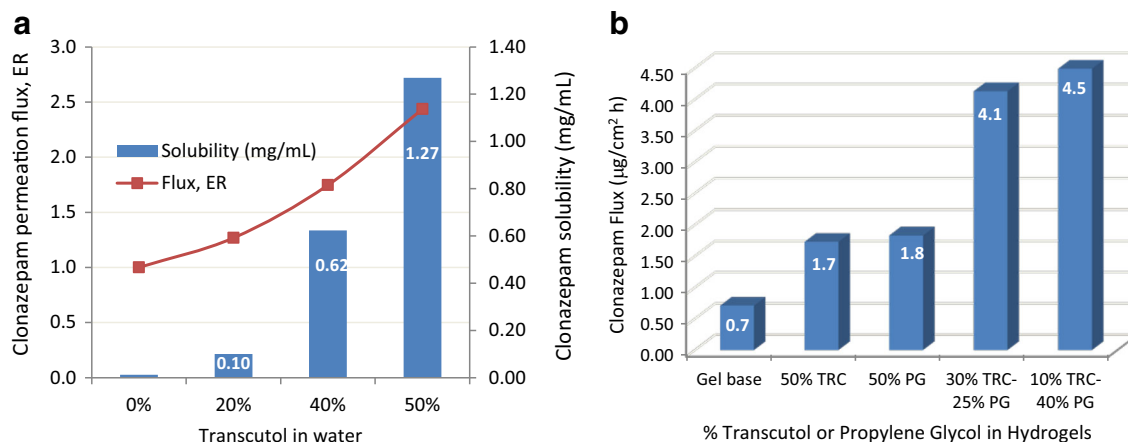 a
Clonazepam permeation flux, ER
3.0
2.5
2.0
1.5
1.0
0.5
0.0
Solubility (mg/mL)
Flux, ER
0.10
0.62
1.27
1.40
1.20
1.00
0.80
0.60
0.40
0.20
0.00
Clonazepam solubility (mg/mL)
0%
20%
40%
50%
Transcutol in water
b
Clonazepam Flux (µg/cm² h)
4.50
4.00
3.50
3.00
2.50
2.00
1.50
1.00
0.50
0.00
0.7
1.7
1.8
4.1
4.5
Gel base
50% TRC
50% PG
30% TRC-
25% PG
10% TRC-
40% PG
% Transcutol or Propylene Glycol in Hydrogels